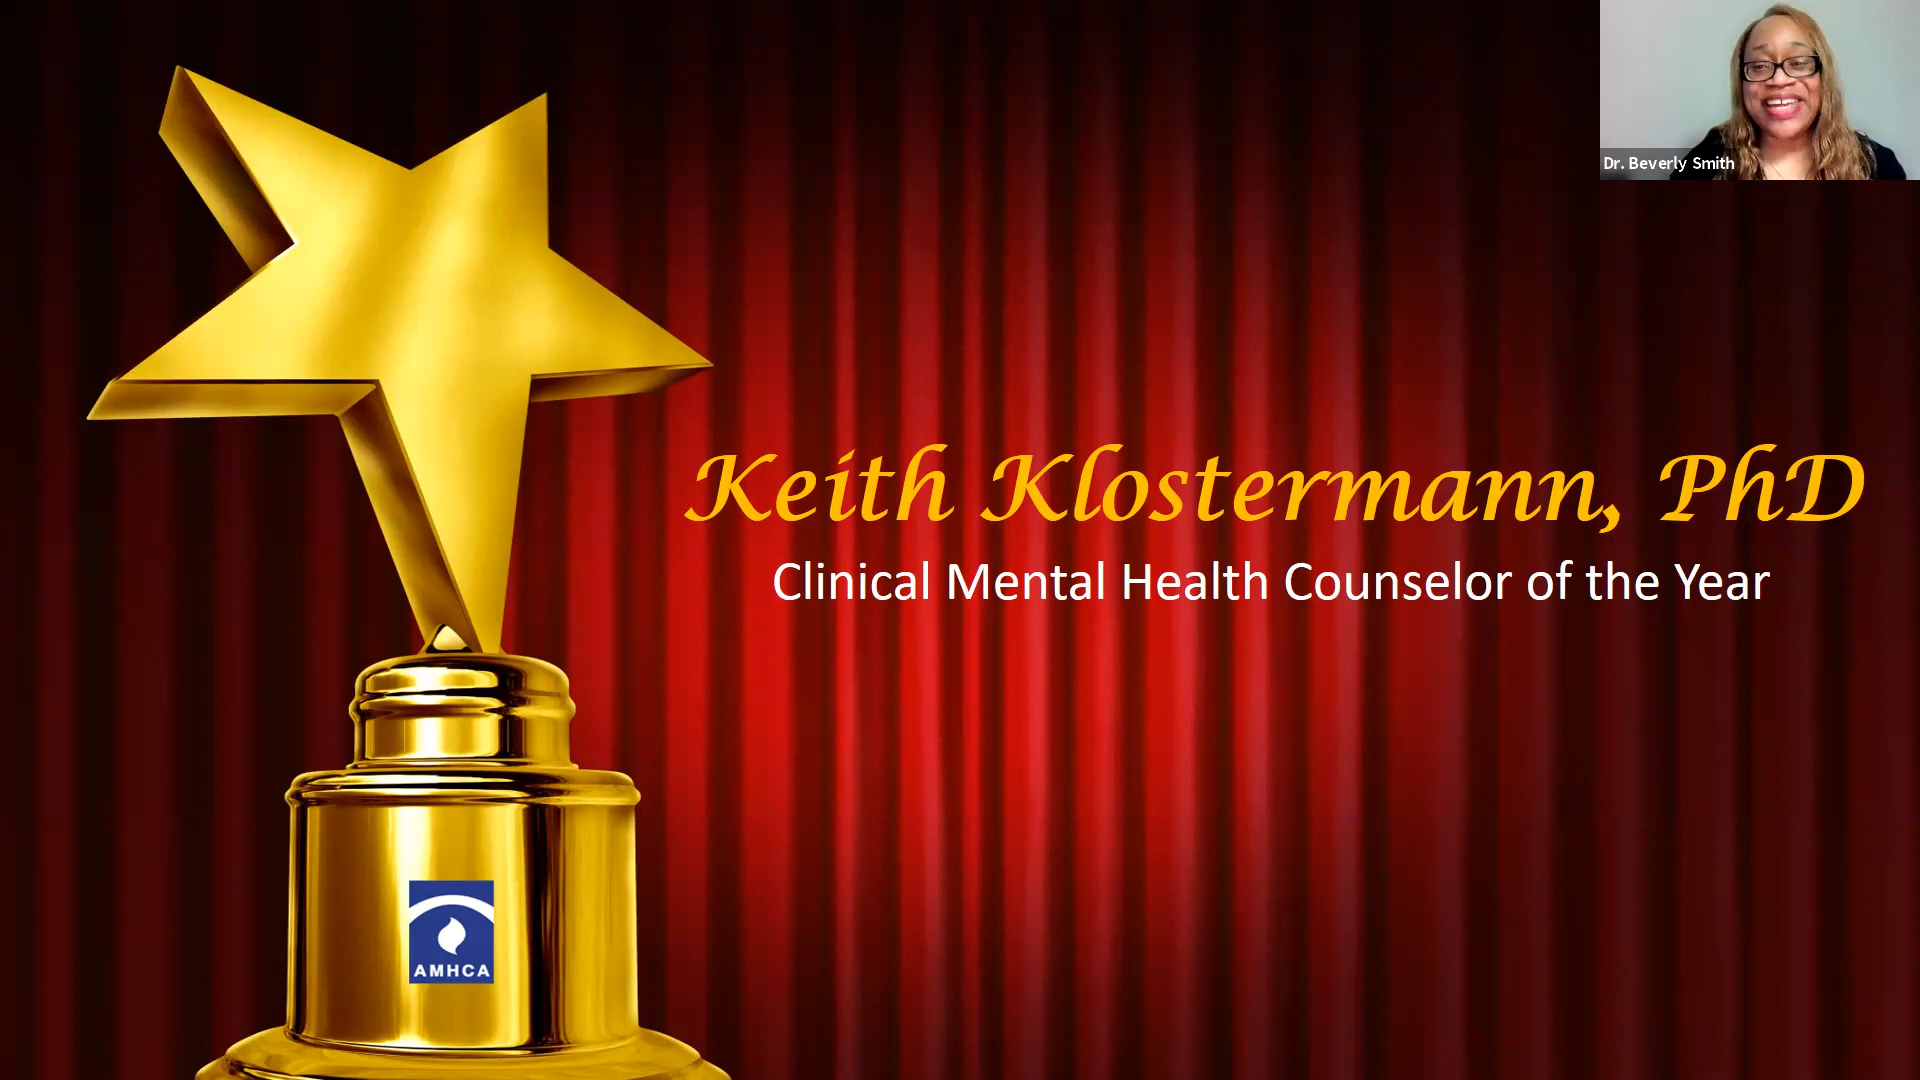 Dr. Beverly Smith
Keith Klostermann, PhD
Clinical Mental Health Counselor of the Year
AMHCA